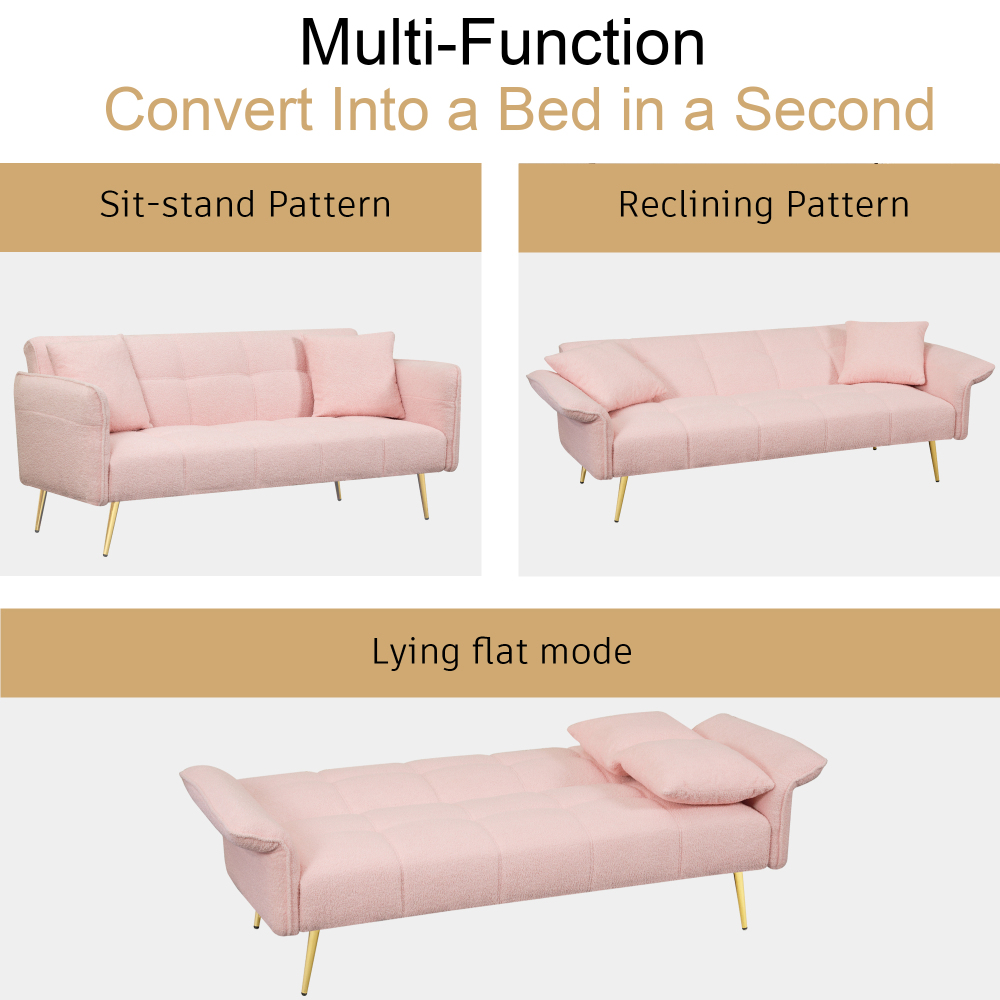 Multi-Function
Convert Into a Bed in a Second
Sit-stand Pattern
Reclining Pattern
Lying flat mode